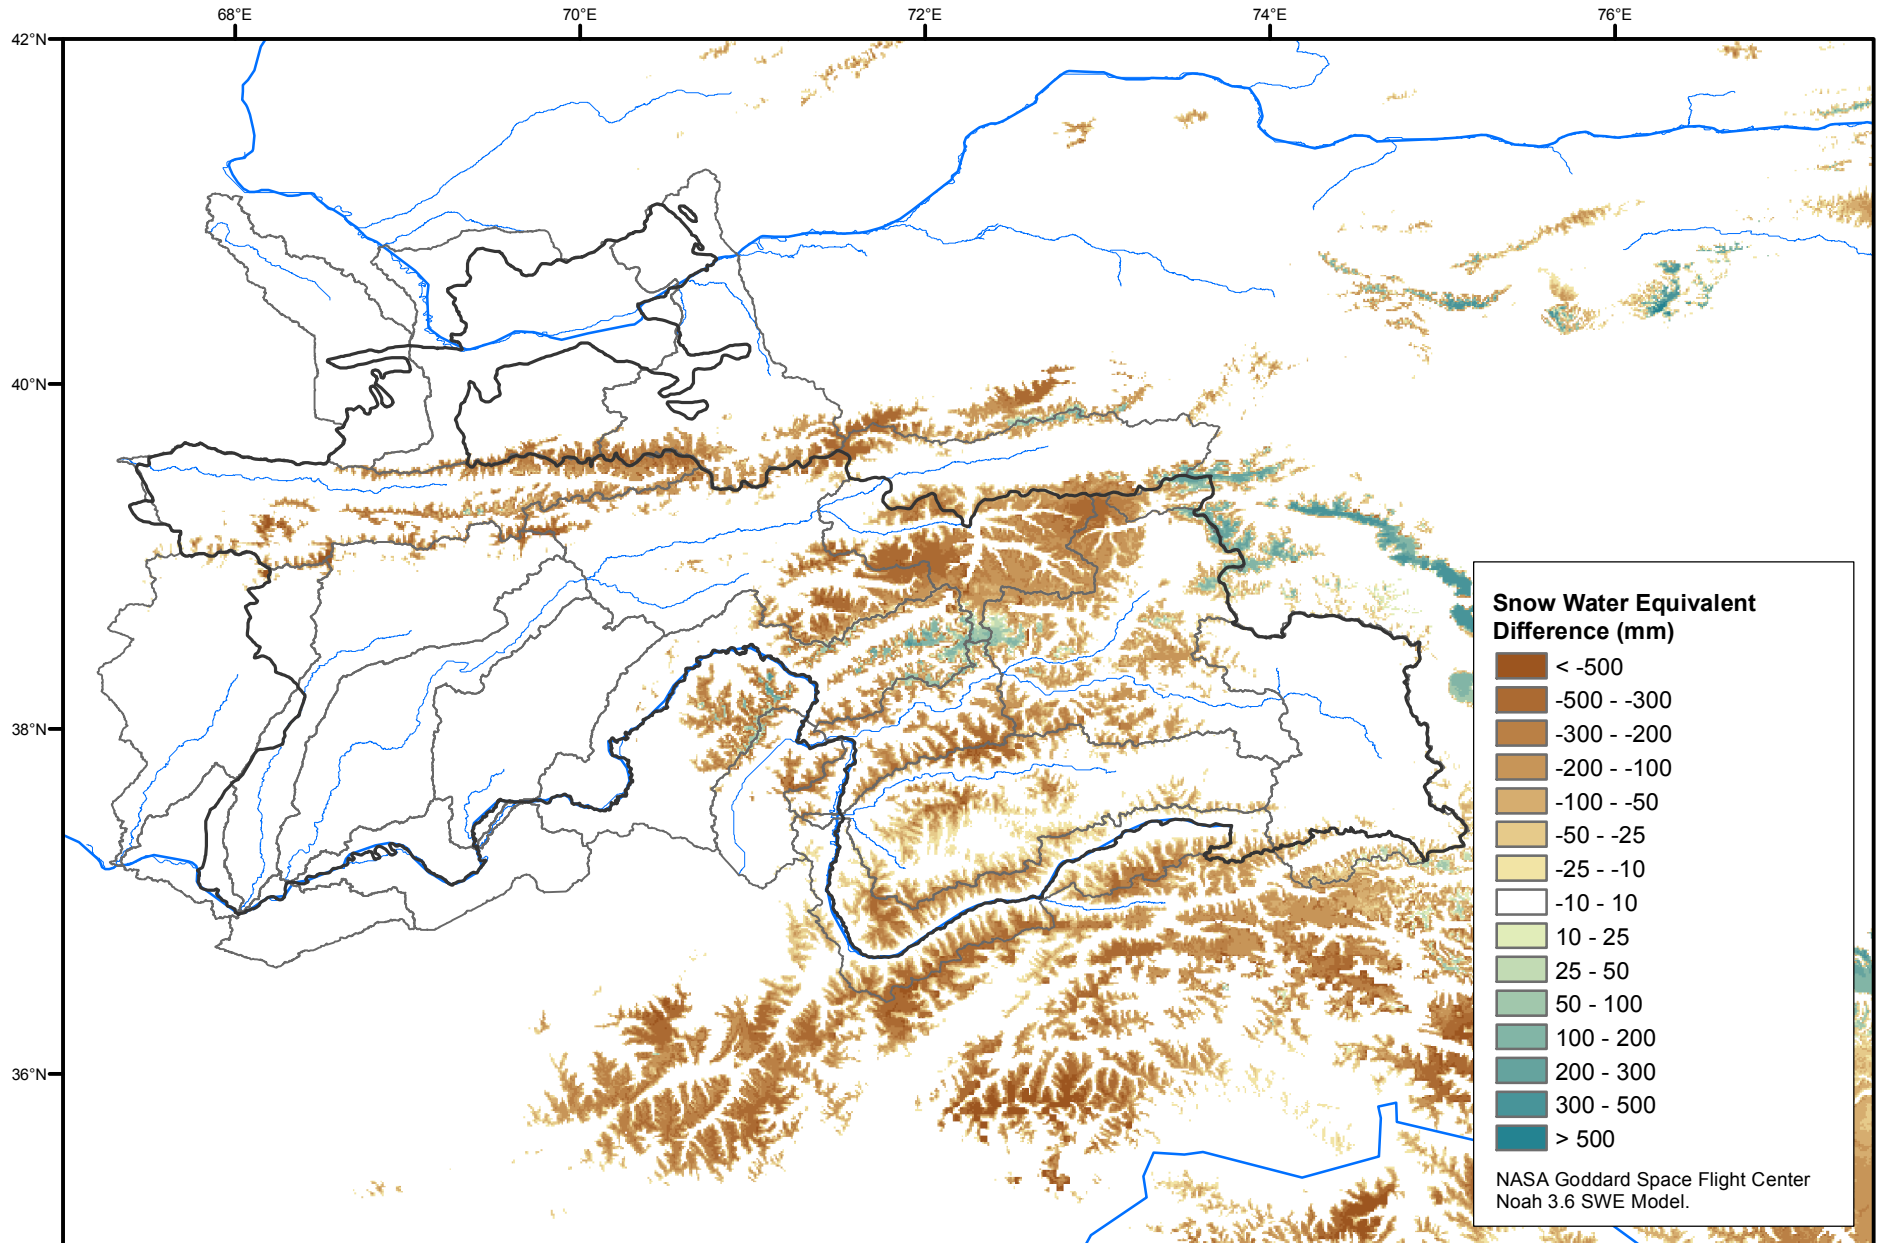 68°E 70°E 72°E 74°E 76°E
42°N
40°N
38°N
36°N
Snow Water Equivalent
Difference (mm)
< -500
-500 - -300
-300 - -200
-200 - -100
-100 - -50
-50 - -25
-25 - -10
-10 - 10
10 - 25
25 - 50
50 - 100
100 - 200
200 - 300
300 - 500
> 500
NASA Goddard Space Flight Center
Noah 3.6 SWE Model.